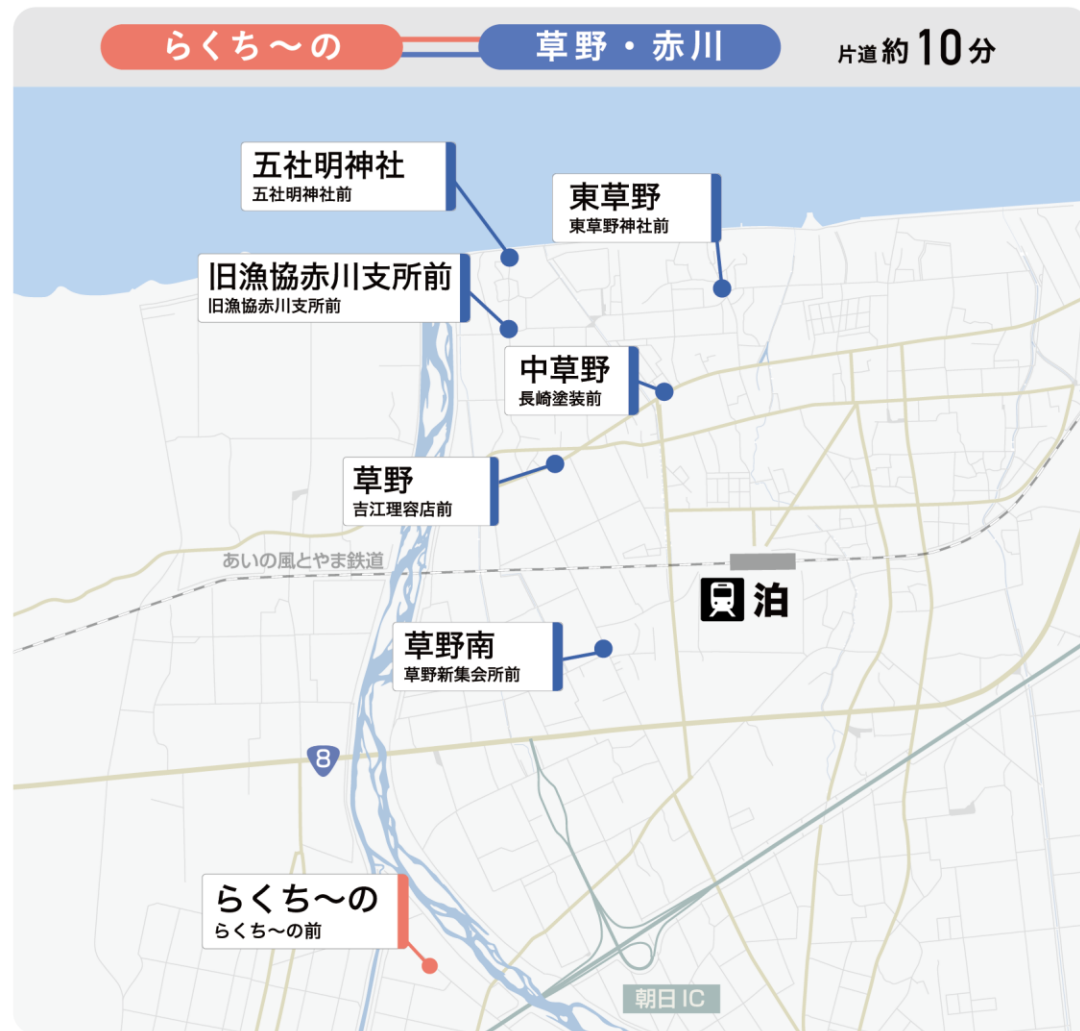 らくち〜の 草野・赤川 片道約10分
五社明神社
五社明神社前
東草野
東草野神社前
旧漁協赤川支所前
旧漁協赤川支所前
中草野
長崎塗装前
草野
吉江理容店前
あいの風とやま鉄道
泊
草野南
草野新集会所前
8
らくち〜の
らくち〜の前
朝日IC